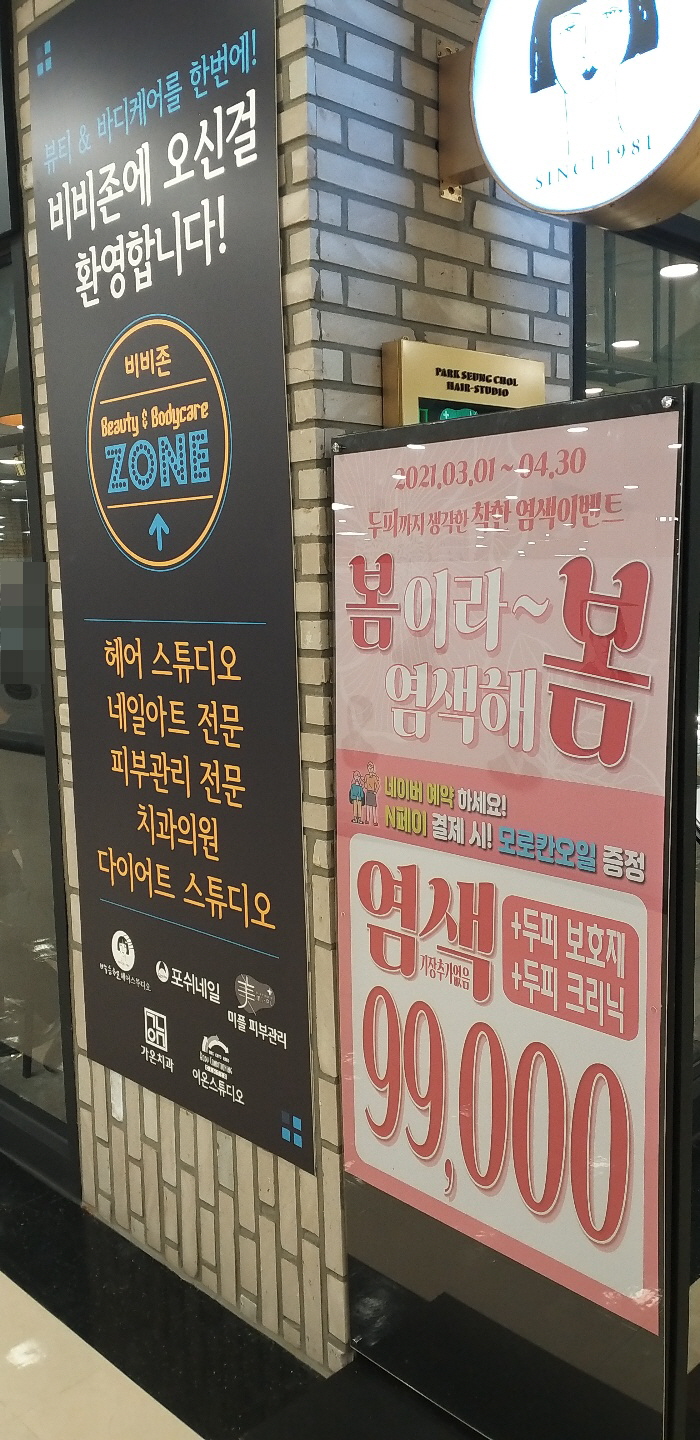 뷰티 & 바디케어를 한번에!
비비존에 오신걸
환영합니다!
비비존
Beauty & Bodycare
ZONE
헤어 스튜디오
네일아트 전문
피부관리 전문
치과의원
다이어트 스튜디오
포쉬네일
美
미플 피부관리
가온치과
이온스튜디오
SINCE 1981
PARK SEUNG CHOL
HAIR-STUDIO
2021.03.01 ~ 04.30
두피까지 생각한 착한 염색이벤트
봄이라~봄
염색해
네이버 예약 하세요!
N페이 결제 시! 모로칸오일 증정
염색
기장추가없음
+두피 보호제
+두피 크리닉
99,000